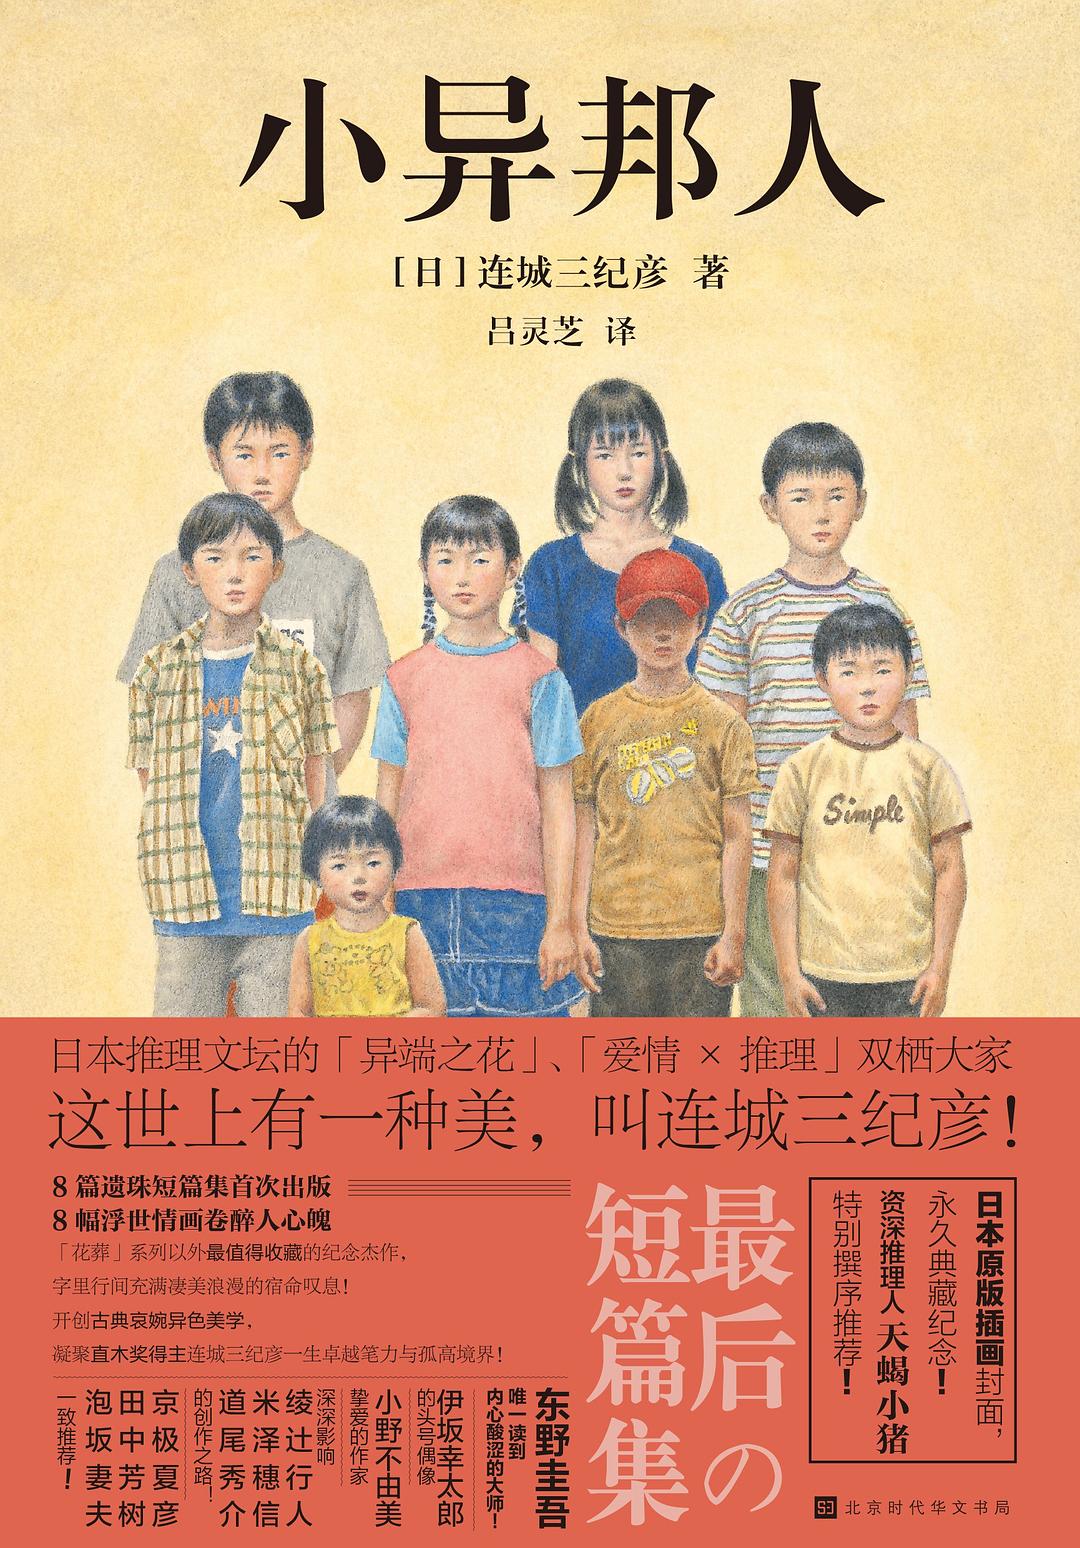 小异邦人
[日]连城三纪彦 著
吕灵芝 译
Simple
日本推理文坛的「异端之花」、「爱情 × 推理」双栖大家
这世上有一种美，叫连城三纪彦！
8 篇遗珠短篇集首次出版
8 幅浮世情画卷醉人心魄
「花葬」系列以外最值得收藏的纪念杰作，
字里行间充满凄美浪漫的宿命叹息！
开创古典哀婉异色美学，
凝聚直木奖得主连城三纪彦一生卓越笔力与孤高境界！
东野圭吾
唯一读到
内心酸涩的大师！
伊坂幸太郎
的头号偶像
小野不由美
挚爱的作家
深深影响
绫辻行人
米泽穗信
道尾秀介
的创作之路！
京极夏彦
田中芳树
泡坂妻夫
一致推荐！
最后の
短篇集
日本原版插画封面，
永久典藏纪念！
资深推理人 天蝎小猪
特别撰序推荐！
北京时代华文书局